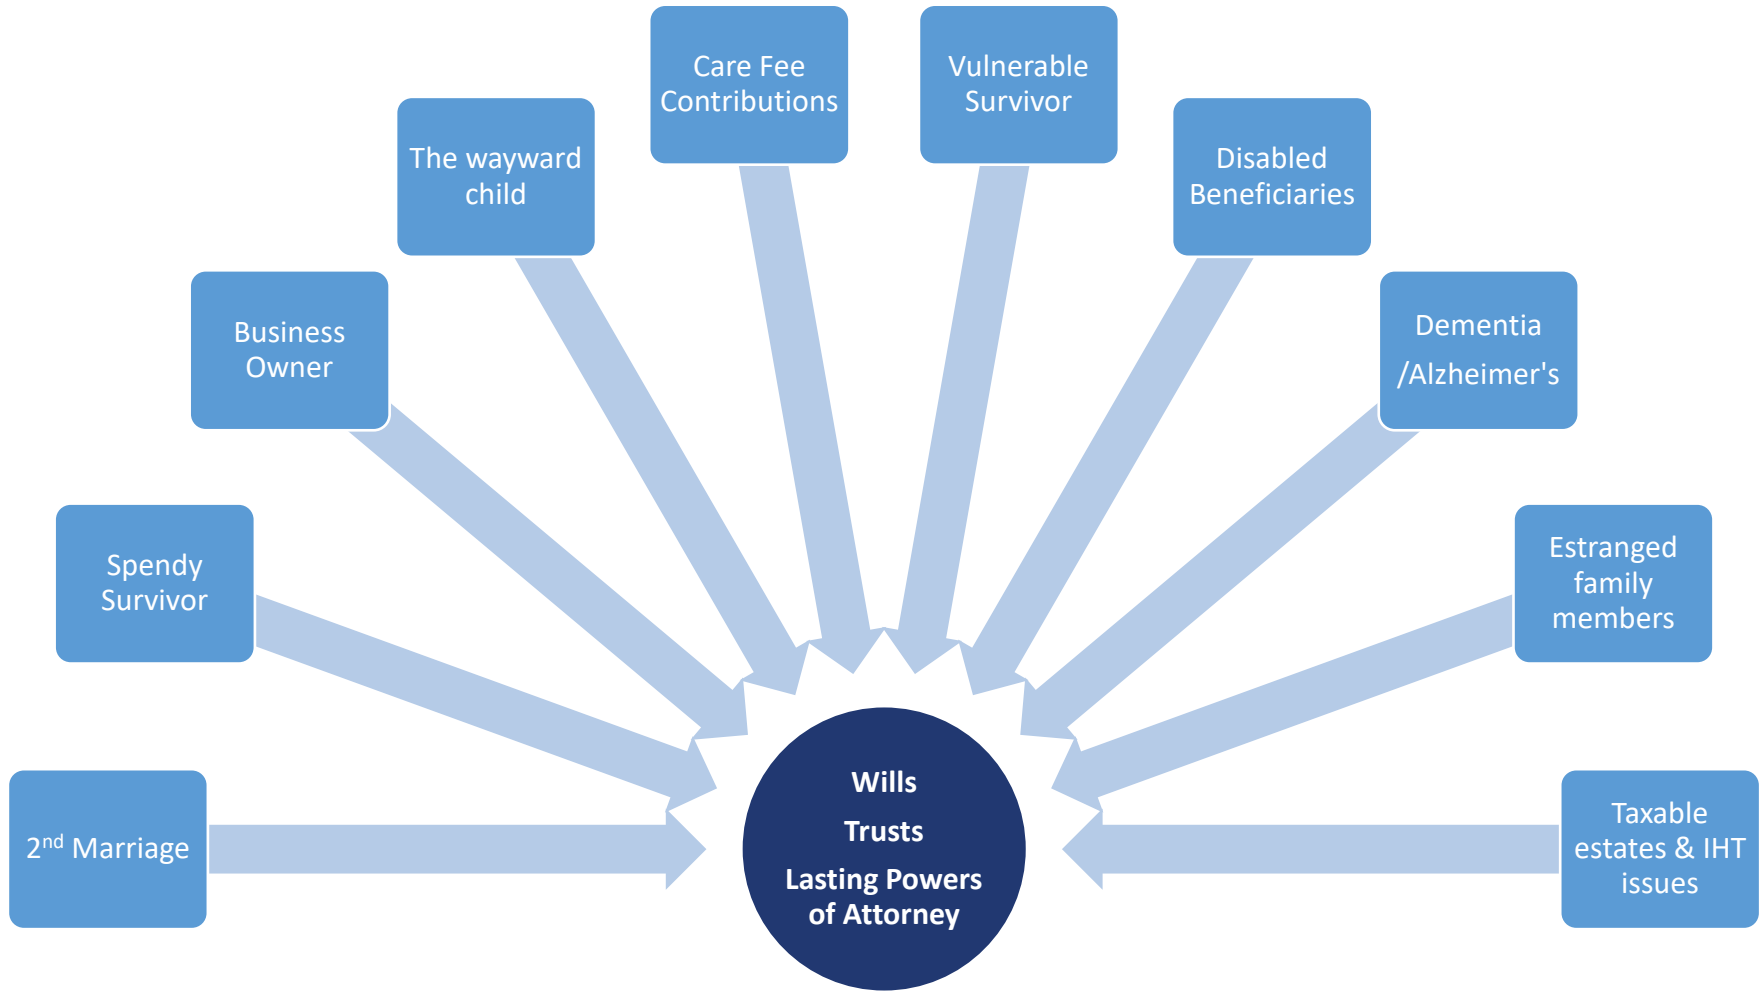 Care Fee
Contributions
Vulnerable
Survivor
The wayward
child
Disabled
Beneficiaries
Business
Owner
Dementia
/Alzheimer's
Spendy
Survivor
Estranged
family
members
2nd Marriage
Wills
Trusts
Lasting Powers
of Attorney
Taxable
estates & IHT
issues